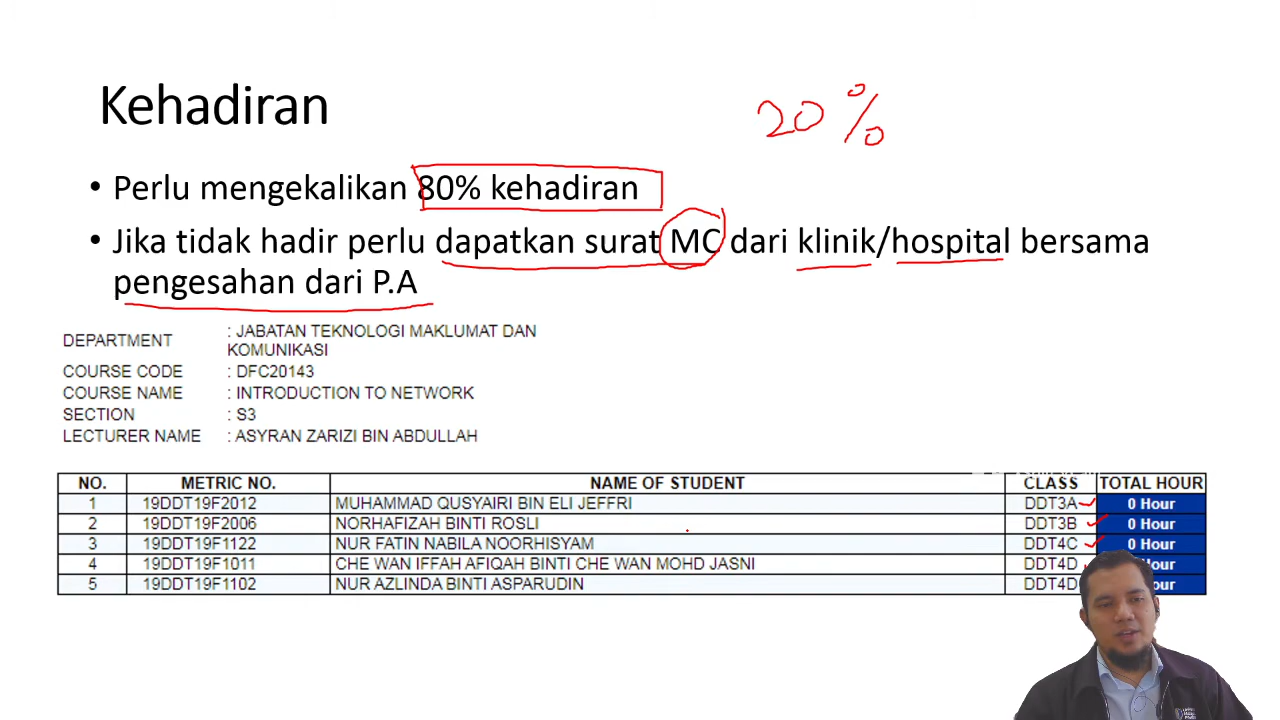 Kehadiran
20%
• Perlu mengekalikan 80% kehadiran
• Jika tidak hadir perlu dapatkan surat MC dari klinik/hospital bersama
pengesahan dari P.A
DEPARTMENT : JABATAN TEKNOLOGI MAKLUMAT DAN
KOMUNIKASI
COURSE CODE : DFC20143
COURSE NAME : INTRODUCTION TO NETWORK
SECTION : S3
LECTURER NAME : ASYRAN ZARIZI BIN ABDULLAH
NO. METRIC NO. NAME OF STUDENT CLASS TOTAL HOUR
1 19DDT19F2012 MUHAMMAD QUSYAIRI BIN ELI JEFFRI DDT3A 0 Hour
2 19DDT19F2006 NORHAFIZAH BINTI ROSLI DDT3B 0 Hour
3 19DDT19F1122 NUR FATIN NABILA NOORHISYAM DDT4C 0 Hour
4 19DDT19F1011 CHE WAN IFFAH AFIQAH BINTI CHE WAN MOHD JASNI DDT4D Hour
5 19DDT19F1102 NUR AZLINDA BINTI ASPARUDIN DDT4D Hour